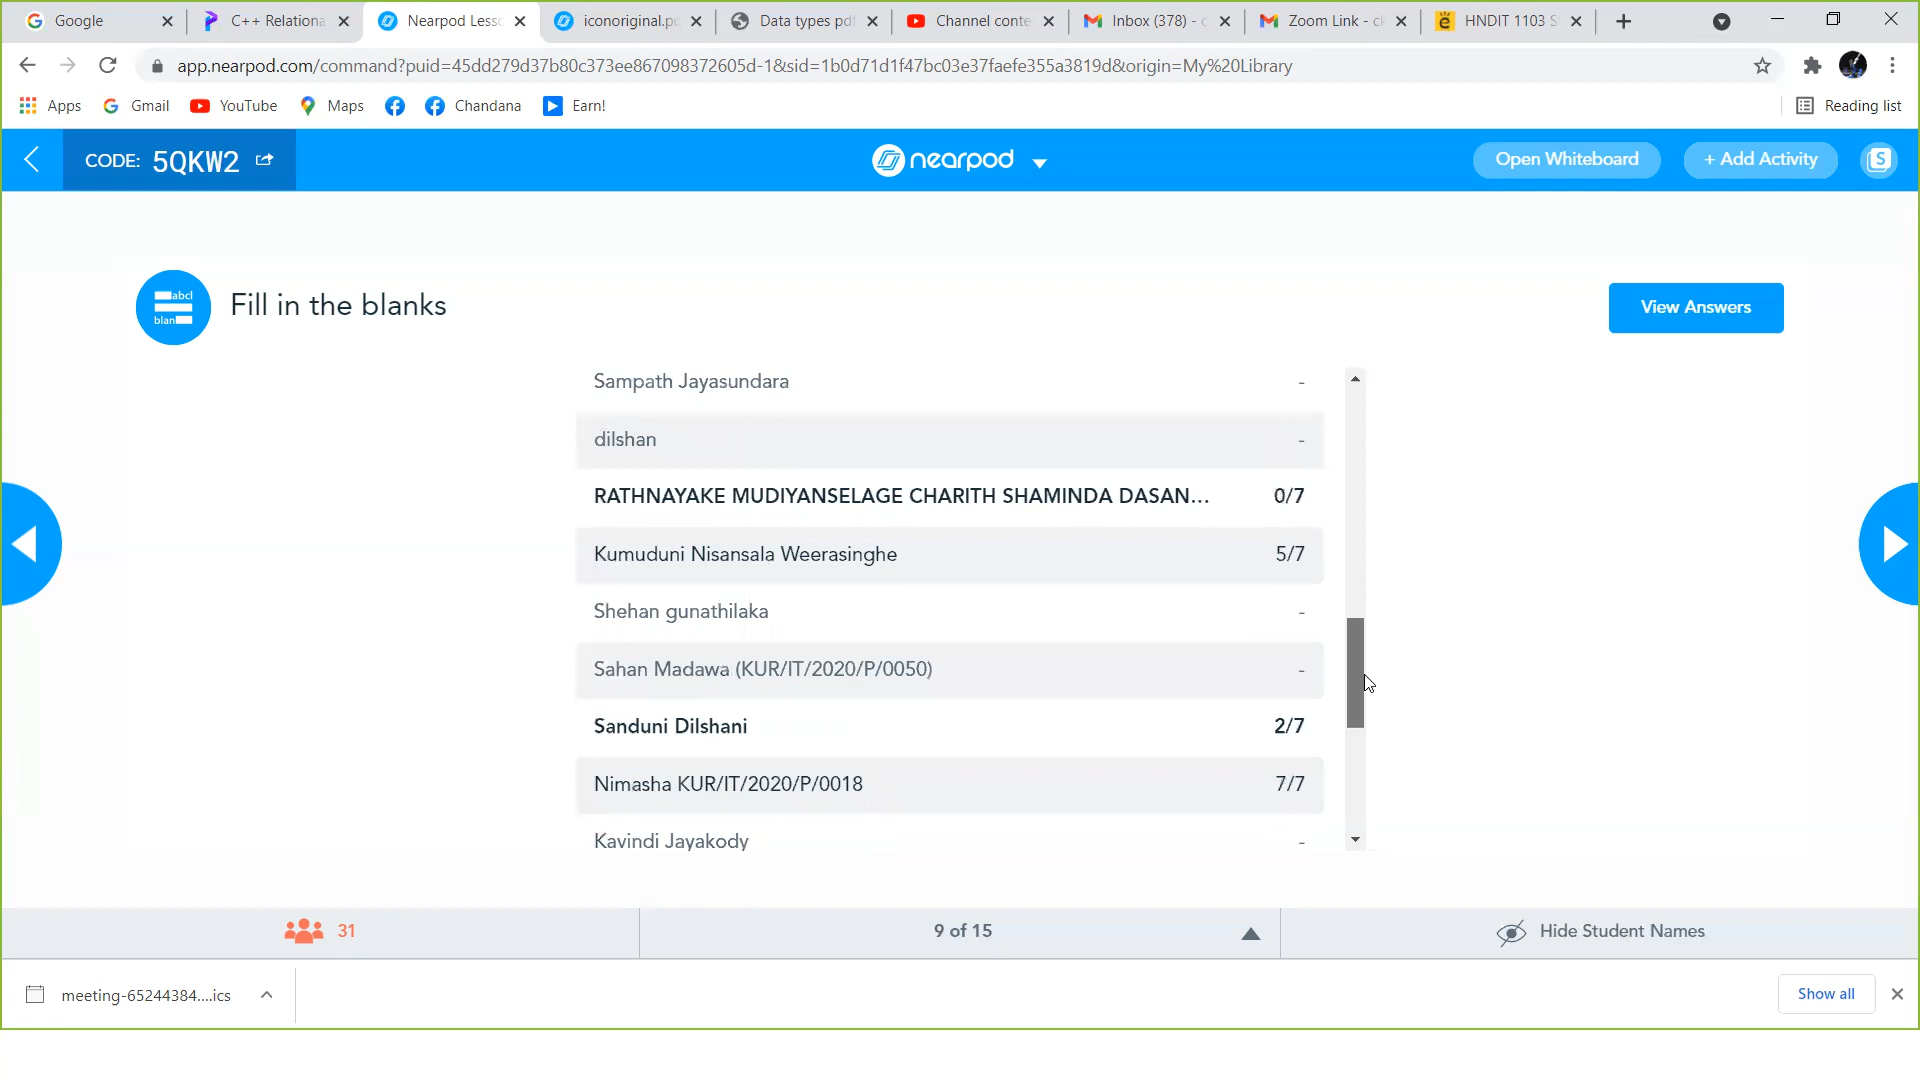 Google
C++ Relationa
Nearpod Less
iconoriginal.p
Data types pdf
Channel conte
Inbox (378) - c
Zoom Link - c
HNDIT 1103 S
app.nearpod.com/command?puid=45dd279d37b80c373ee867098372605d-1&sid=1b0d71d1f47bc03e37faefe355a3819d&origin=My%20Library
Apps
Gmail
YouTube
Maps
Chandana
Earn!
Reading list
CODE: 5QKW2
nearpod
Open Whiteboard
+ Add Activity
S
abcl
blan
Fill in the blanks
View Answers
Sampath Jayasundara -
dilshan -
RATHNAYAKE MUDIYANSELAGE CHARITH SHAMINDA DASAN... 0/7
Kumuduni Nisansala Weerasinghe 5/7
Shehan gunathilaka -
Sahan Madawa (KUR/IT/2020/P/0050) -
Sanduni Dilshani 2/7
Nimasha KUR/IT/2020/P/0018 7/7
Kavindi Jayakody -
31
9 of 15
Hide Student Names
meeting-65244384....ics
Show all